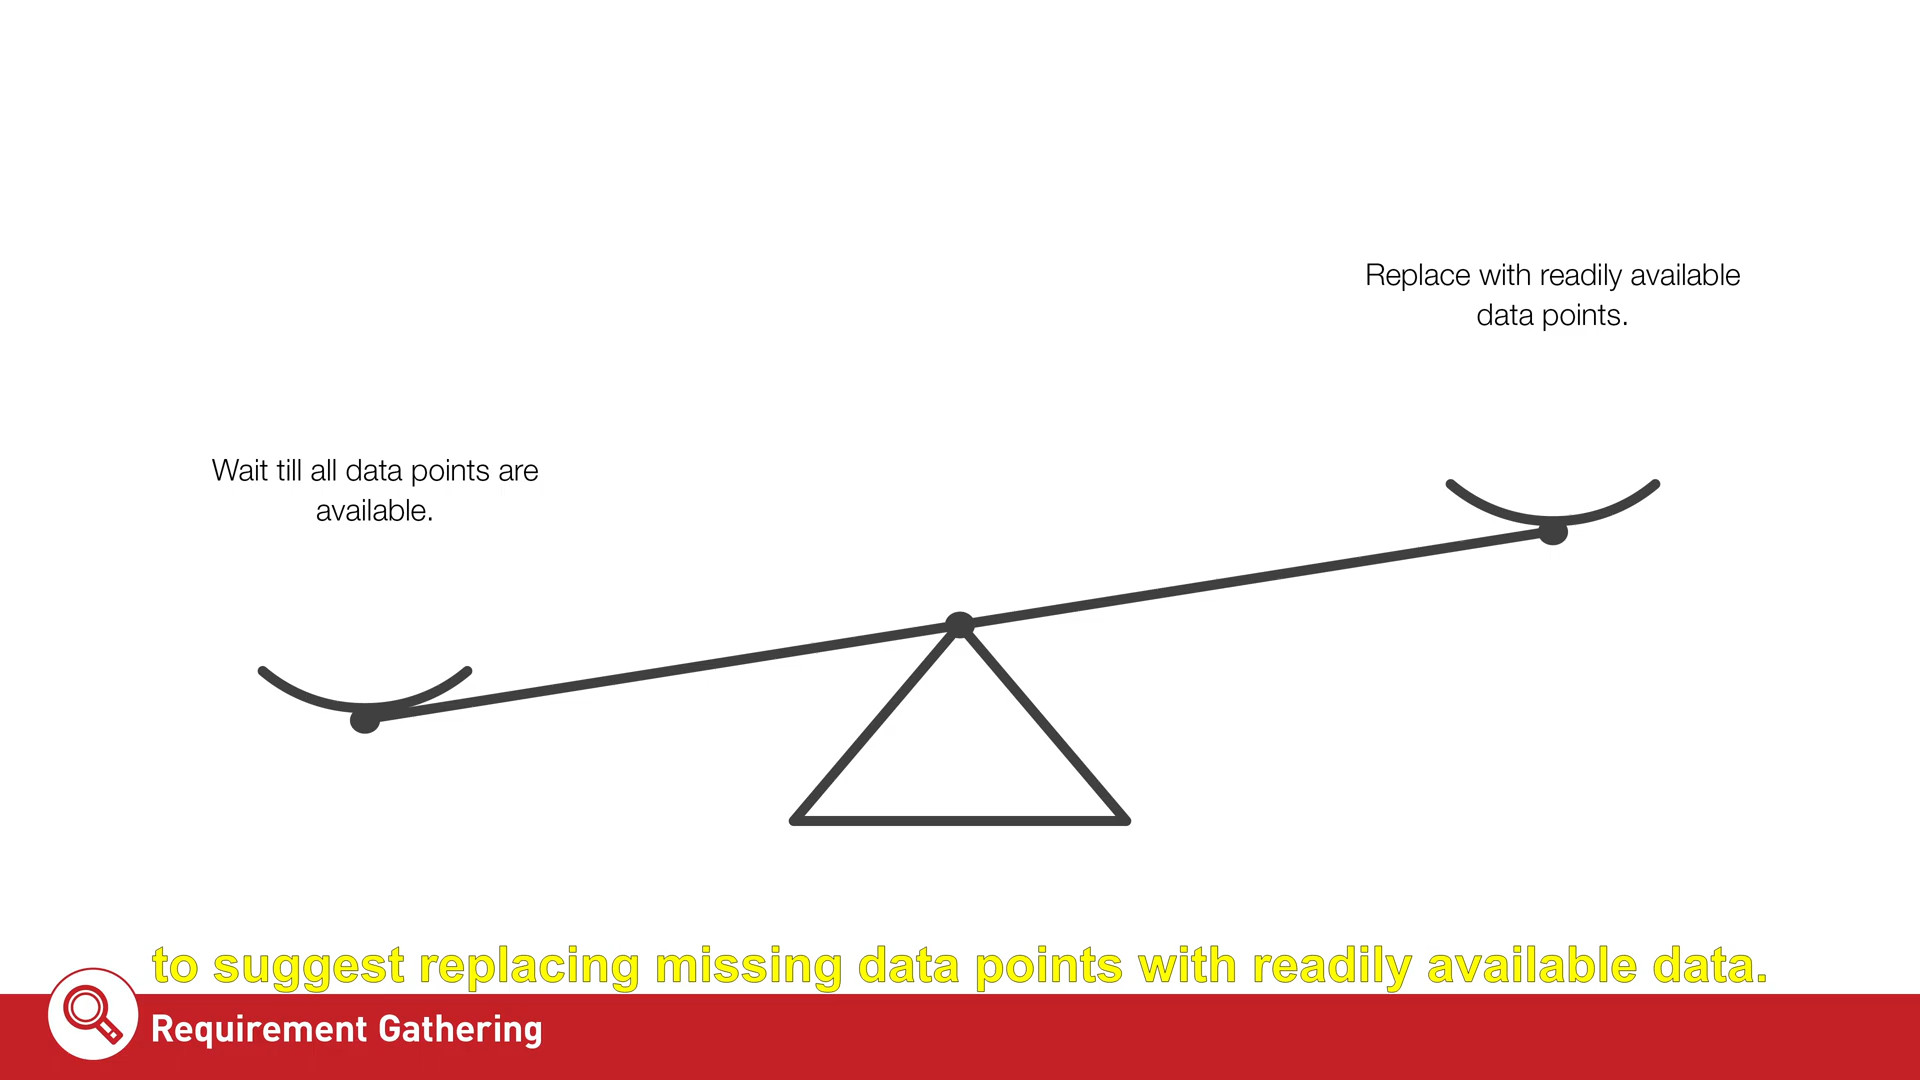 Replace with readily available
data points.
Wait till all data points are
available.
to suggest replacing missing data points with readily available data.
Requirement Gathering